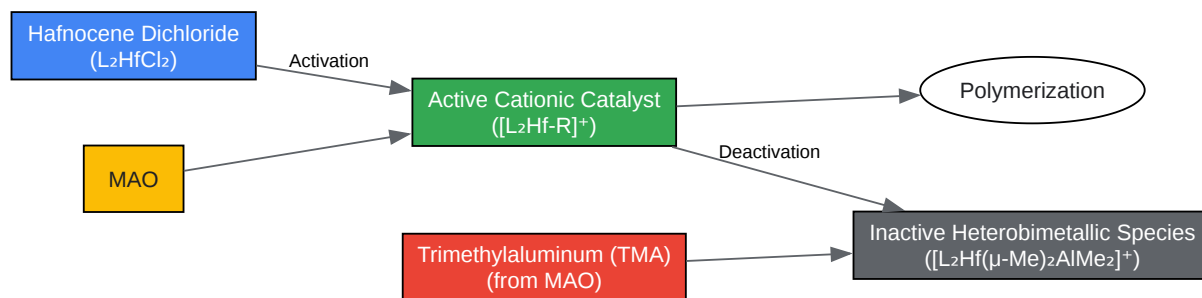 Hafnocene Dichloride
(L₂HfCl₂)
Activation
Active Cationic Catalyst
([L₂Hf-R]⁺)
Polymerization
MAO
Deactivation
Trimethylaluminum (TMA)
(from MAO)
Inactive Heterobimetallic Species
([L₂Hf(μ-Me)₂AlMe₂]⁺)